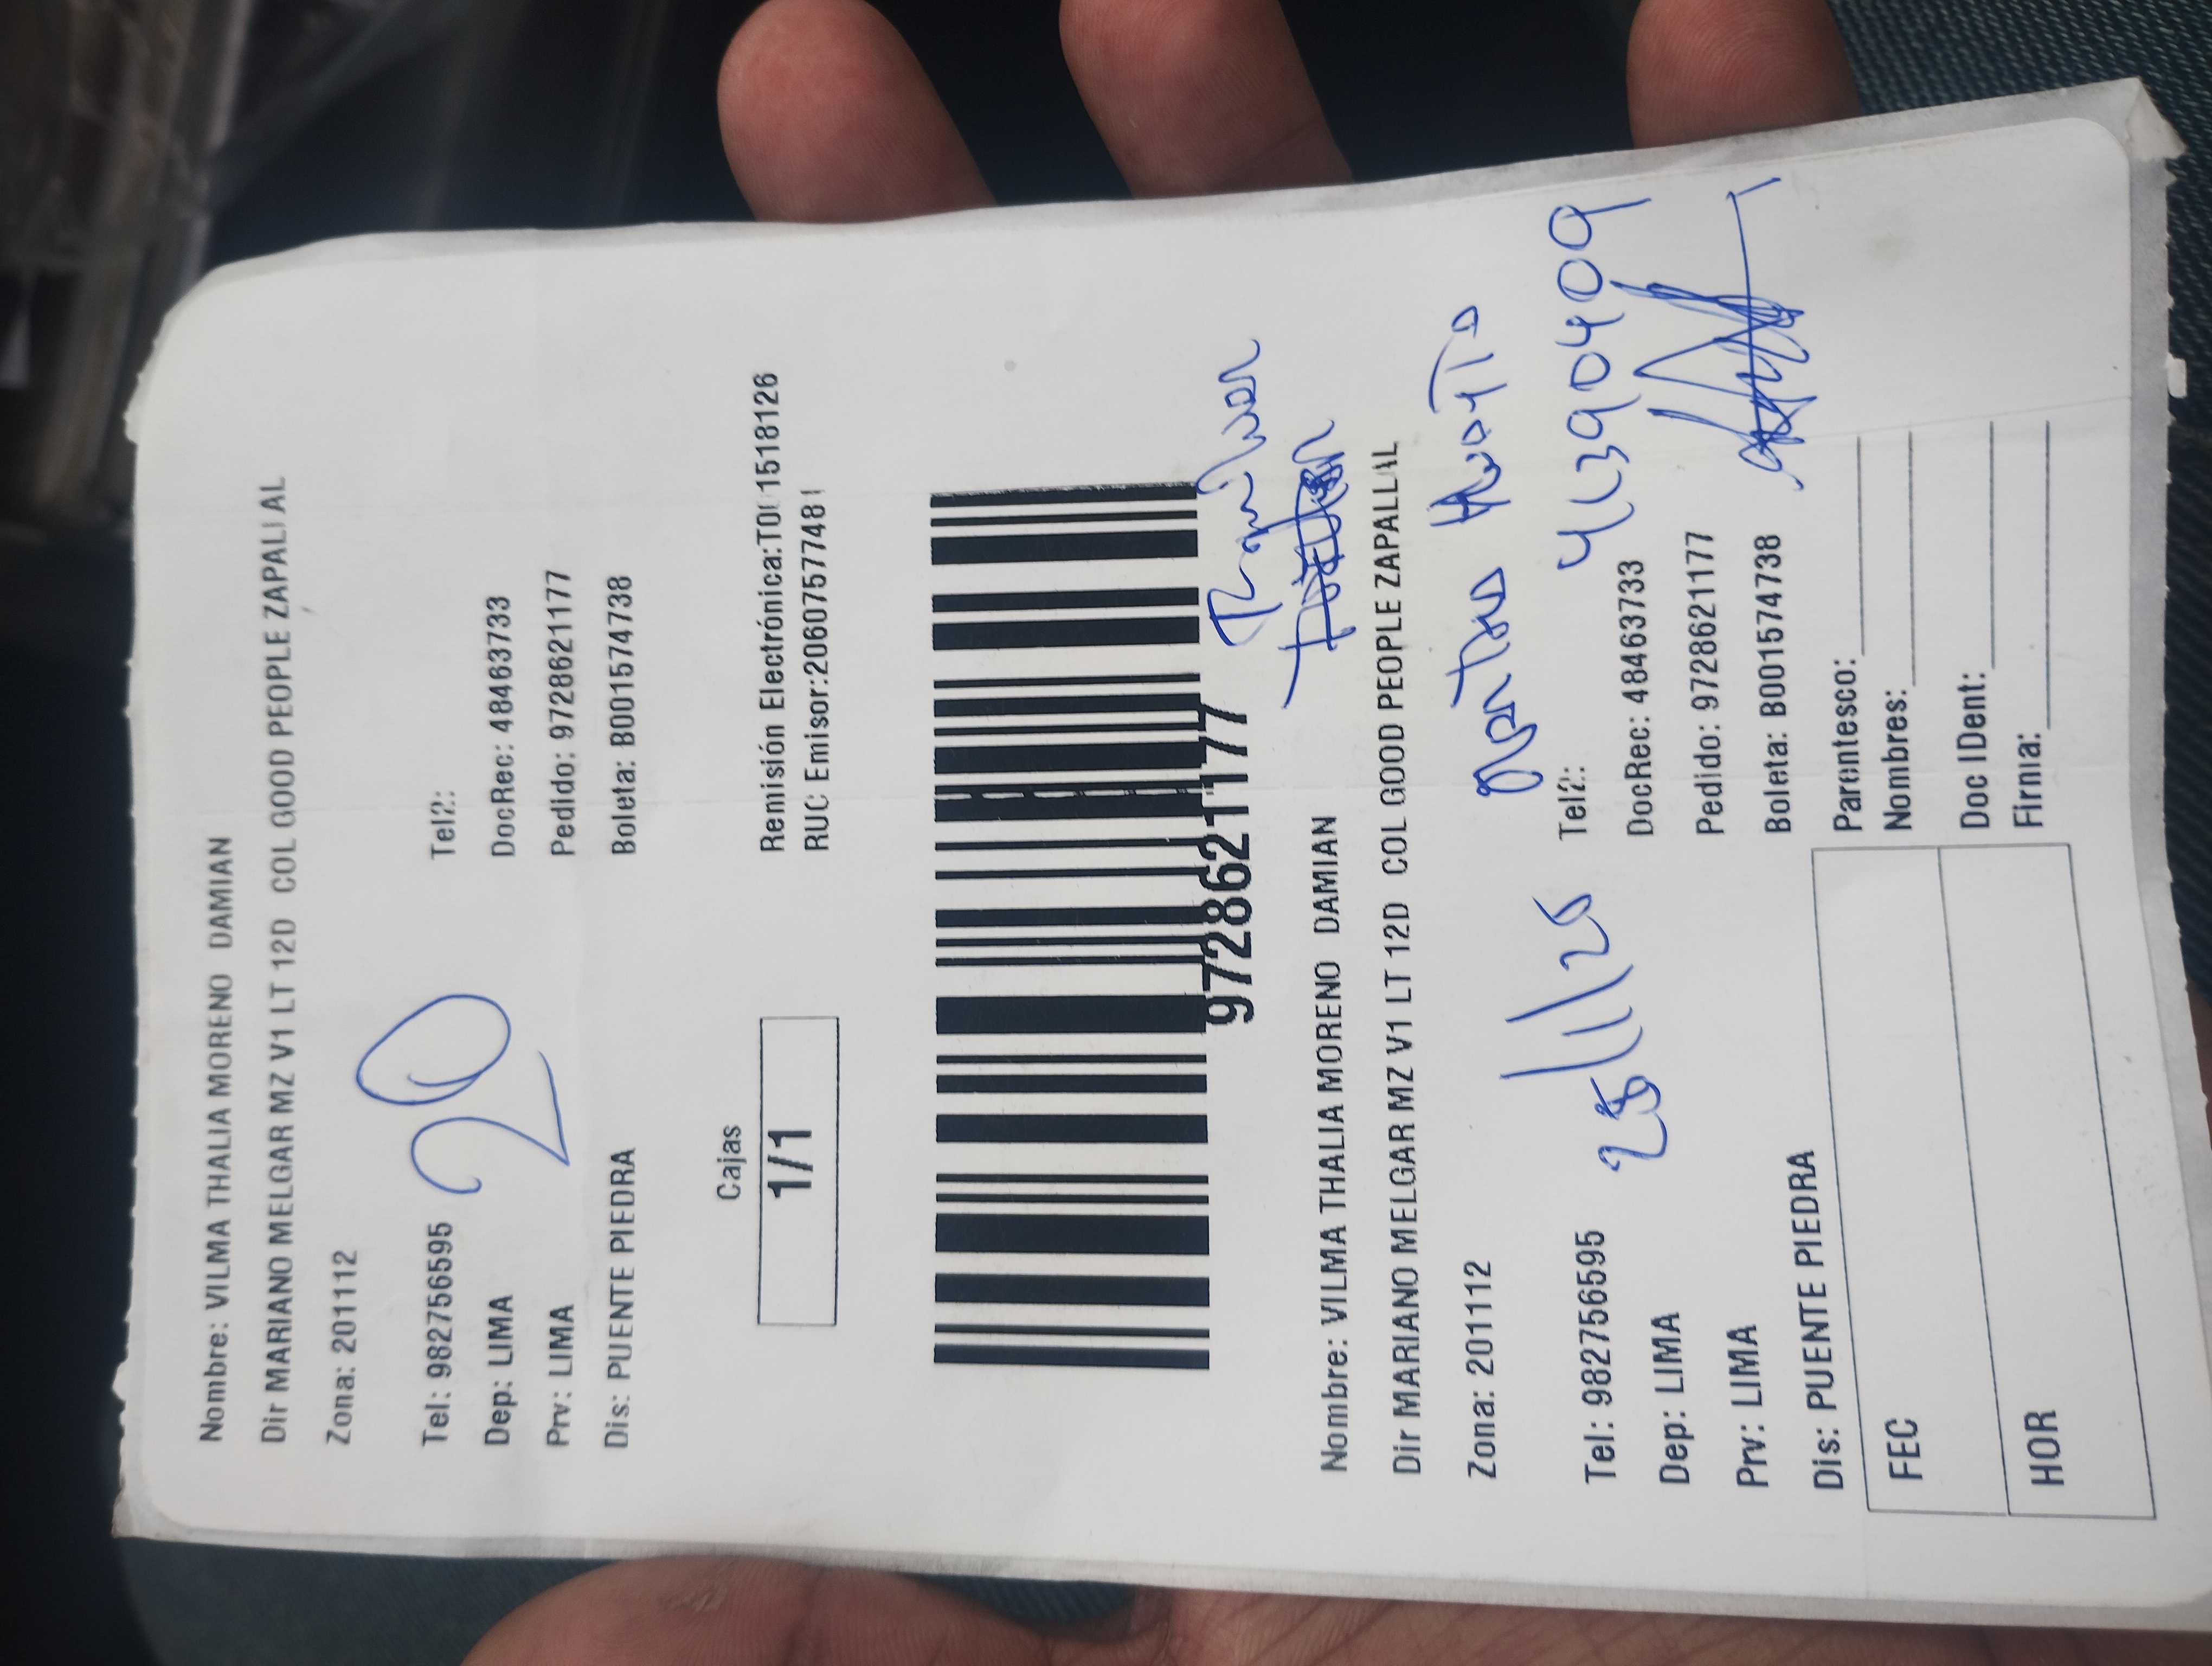 Nombre: VILMA THALIA MORENO DAMIAN
Dir MARIANO MELGAR MZ V1 LT 12D COL GOOD PEOPLE ZAPALLAL
Zona: 201112
20
Tel: 982756595 Tel2:
Dep: LIMA DocRec: 48463733
Prv: LIMA Pedido: 9728621177
Dis: PUENTE PIEDRA Boleta: B001574738
Cajas
1/1
Remisión Electrónica:T001518126
RUC Emisor:20607577481
9728621177
Nombre: VILMA THALIA MORENO DAMIAN
Dir MARIANO MELGAR MZ V1 LT 12D COL GOOD PEOPLE ZAPALLAL
Zona: 201112
41390409
Tel: 982756595 Tel2:
Dep: LIMA DocRec: 48463733
Prv: LIMA Pedido: 9728621177
Dis: PUENTE PIEDRA Boleta: B001574738
FEC
HOR
Parentesco:
Nombres:
Doc IDent:
Firma: